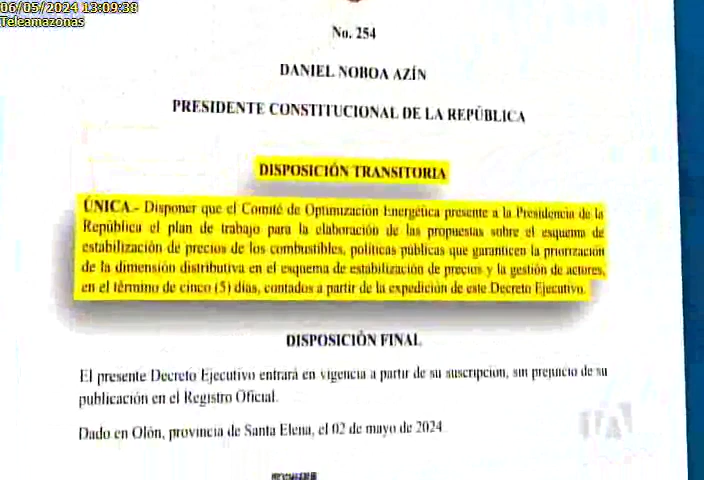 06/05/2024 13:09:38
Teleamazonas
No. 254
DANIEL NOBOA AZÍN
PRESIDENTE CONSTITUCIONAL DE LA REPÚBLICA
DISPOSICIÓN TRANSITORIA
ÚNICA.- Disponer que el Comité de Optimización Energética presente a la Presidencia de la
República el plan de trabajo para la elaboración de las propuestas sobre el esquema de
estabilización de precios de los combustibles, políticas públicas que garanticen la priorización
de la dimensión distributiva en el esquema de estabilización de precios y la gestión de actores,
en el término de cinco (5) días, contados a partir de la expedición de este Decreto Ejecutivo.
DISPOSICIÓN FINAL
El presente Decreto Ejecutivo entrará en vigencia a partir de su suscripción, sin perjuicio de su
publicación en el Registro Oficial.
Dado en Olón, provincia de Santa Elena, el 02 de mayo de 2024